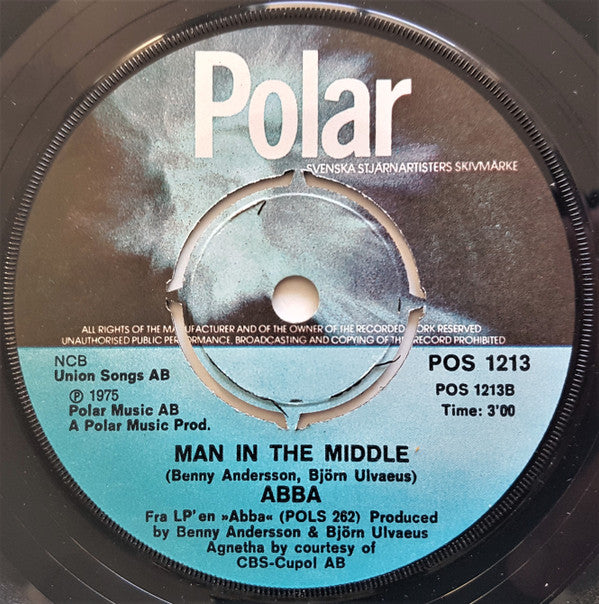 Polar
SVENSKA STJÄRNARTISTERS SKIVMÄRKE
ALL RIGHTS OF THE MANUFACTURER AND OF THE OWNER OF THE RECORDED WORK RESERVED
UNAUTHORISED PUBLIC PERFORMANCE, BROADCASTING AND COPYING OF THIS RECORD PROHIBITED
NCB
Union Songs AB
Ⓟ 1975
Polar Music AB
A Polar Music Prod.
POS 1213
POS 1213B
Time: 3'00
MAN IN THE MIDDLE
(Benny Andersson, Björn Ulvaeus)
ABBA
Fra LP'en »Abba« (POLS 262) Produced
by Benny Andersson & Björn Ulvaeus
Agnetha by courtesy of
CBS-Cupol AB